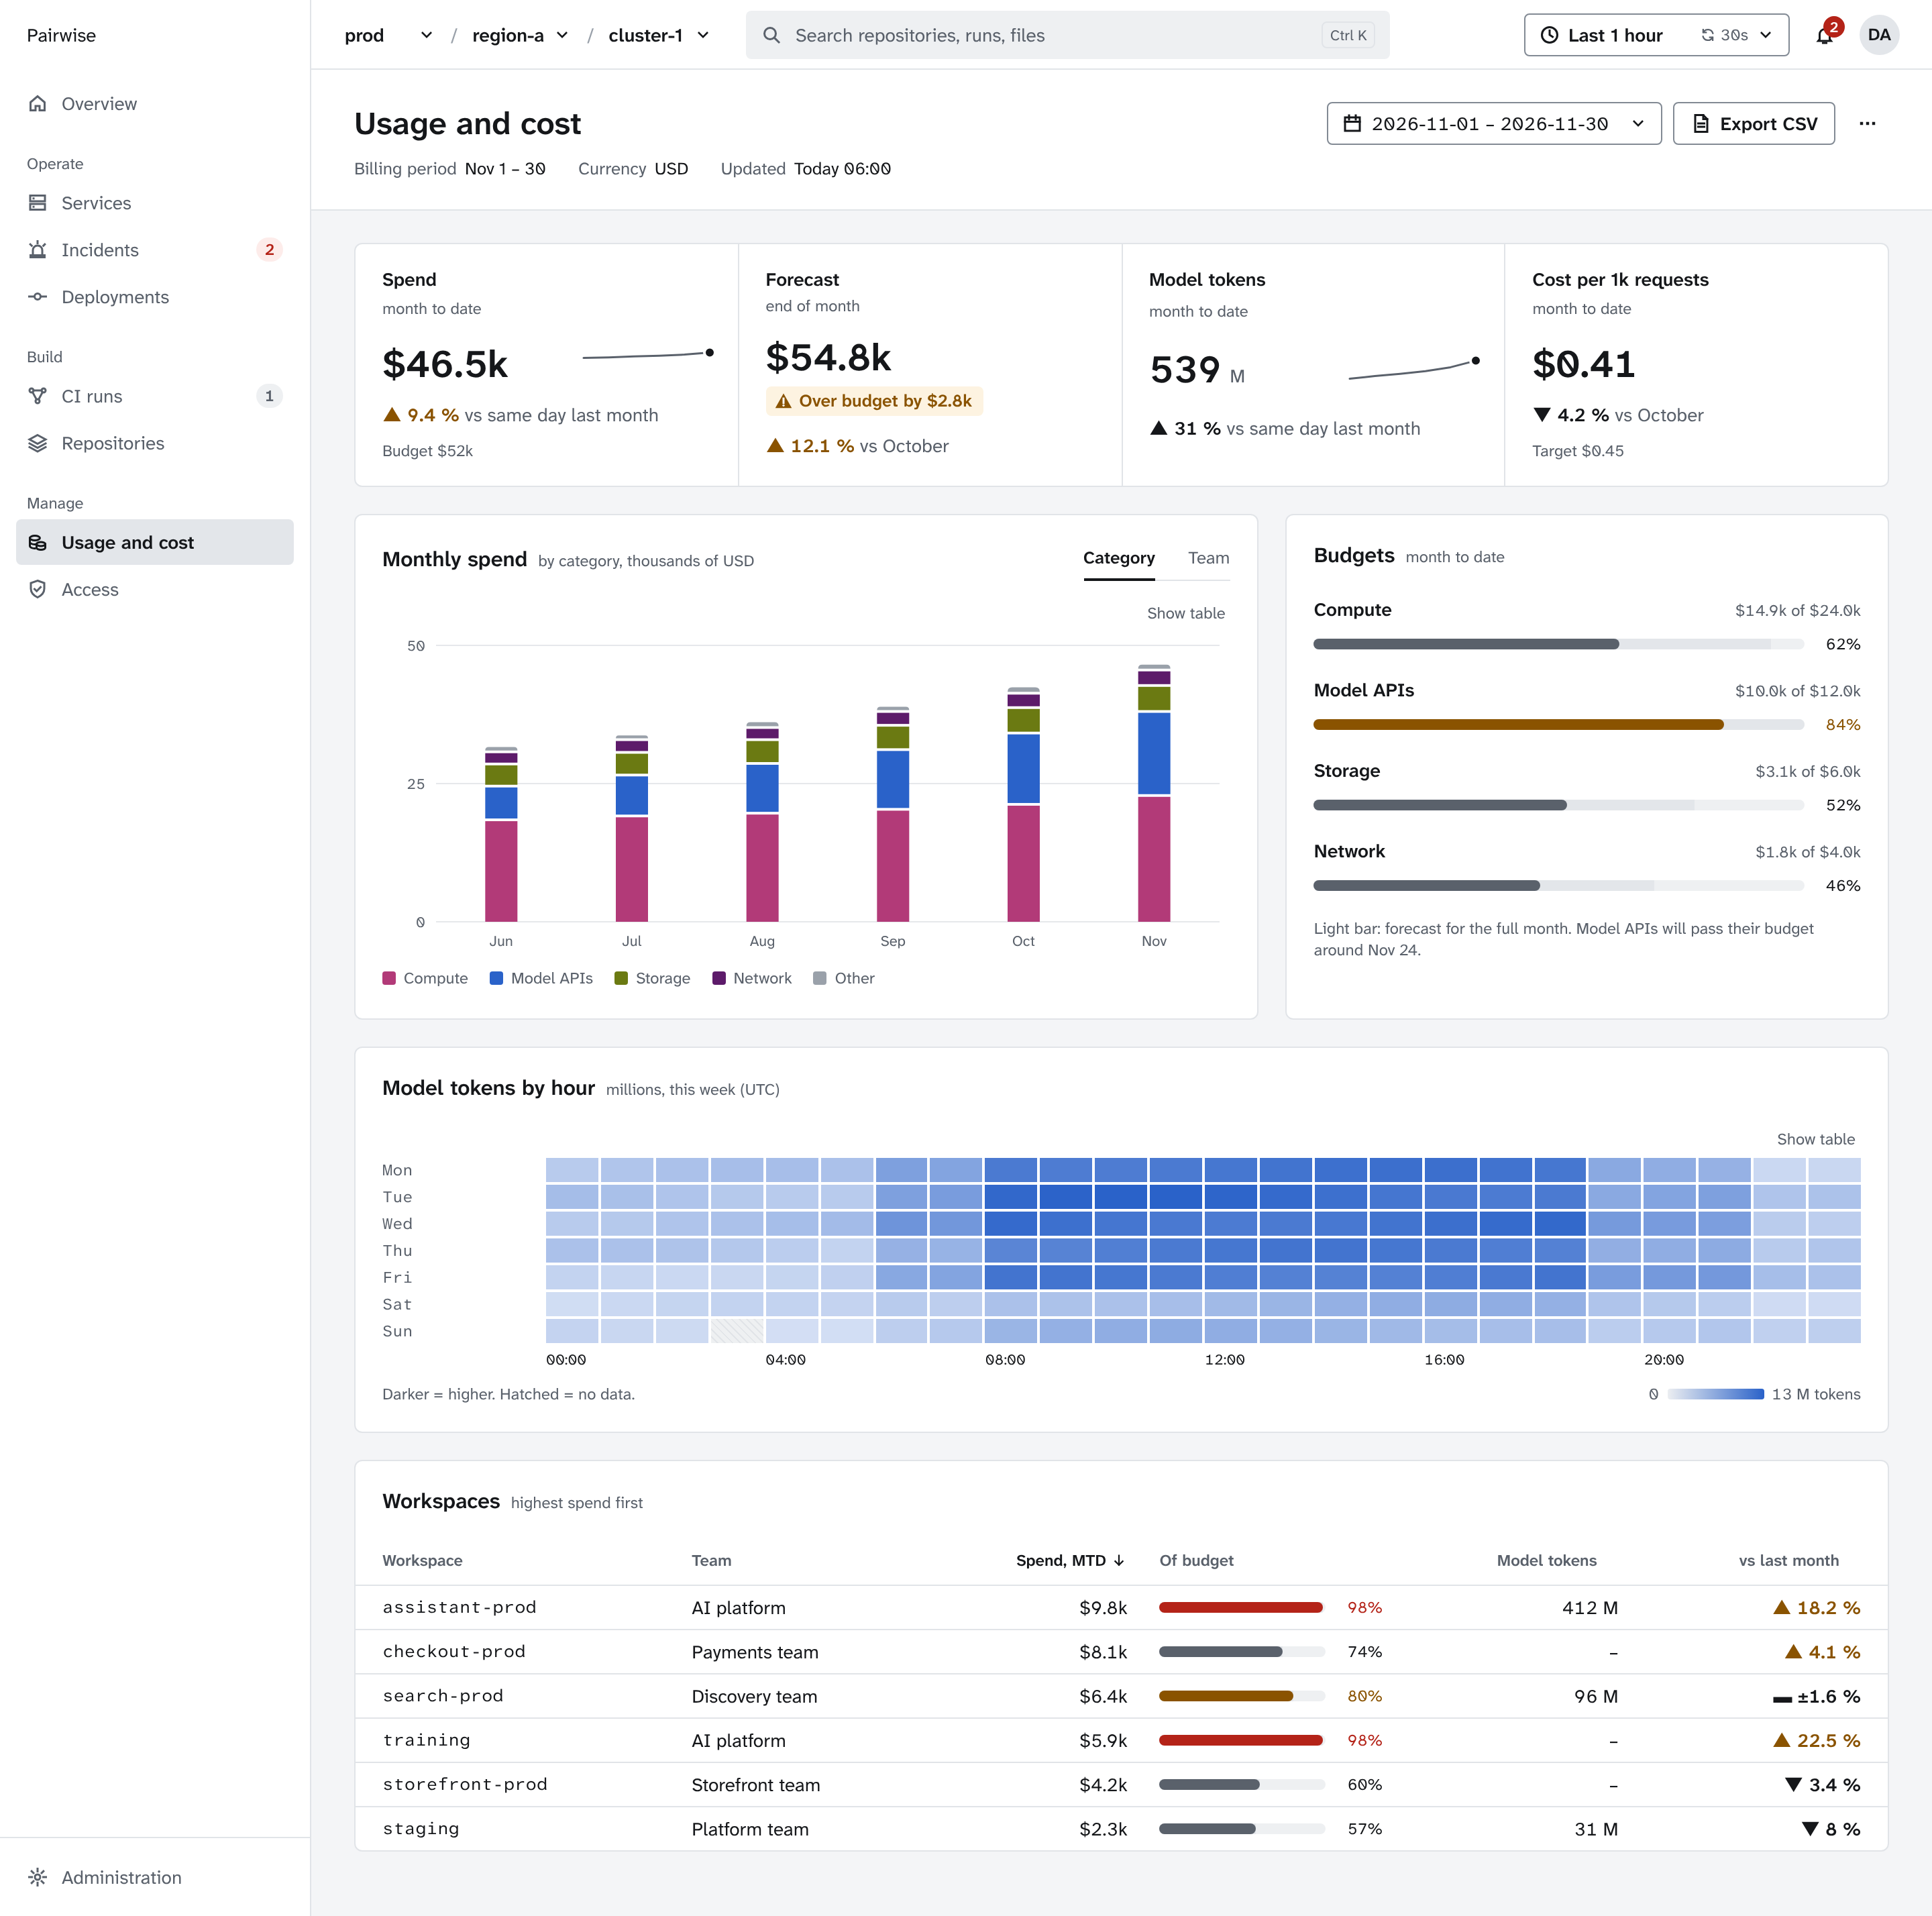 Pairwise
Overview
Operate
Services
Incidents 2
Deployments
Build
CI runs 1
Repositories
Manage
Usage and cost
Access
Administration
prod / region-a / cluster-1
Search repositories, runs, files Ctrl K
Last 1 hour 30s
2
DA
Usage and cost
2026-11-01 – 2026-11-30
Export CSV
Billing period Nov 1 – 30 Currency USD Updated Today 06:00
Spend
month to date
$46.5k
9.4 % vs same day last month
Budget $52k
Forecast
end of month
$54.8k
Over budget by $2.8k
12.1 % vs October
Model tokens
month to date
539 M
31 % vs same day last month
Cost per 1k requests
month to date
$0.41
4.2 % vs October
Target $0.45
Monthly spend by category, thousands of USD
Category Team
Show table
50
25
0
Jun Jul Aug Sep Oct Nov
Compute Model APIs Storage Network Other
Budgets month to date
Compute $14.9k of $24.0k
62%
Model APIs $10.0k of $12.0k
84%
Storage $3.1k of $6.0k
52%
Network $1.8k of $4.0k
46%
Light bar: forecast for the full month. Model APIs will pass their budget
around Nov 24.
Model tokens by hour millions, this week (UTC)
Show table
Mon
Tue
Wed
Thu
Fri
Sat
Sun
00:00 04:00 08:00 12:00 16:00 20:00
Darker = higher. Hatched = no data.
0 13 M tokens
Workspaces highest spend first
Workspace Team Spend, MTD Of budget Model tokens vs last month
assistant-prod AI platform $9.8k 98% 412 M 18.2 %
checkout-prod Payments team $8.1k 74% – 4.1 %
search-prod Discovery team $6.4k 80% 96 M ±1.6 %
training AI platform $5.9k 98% – 22.5 %
storefront-prod Storefront team $4.2k 60% – 3.4 %
staging Platform team $2.3k 57% 31 M 8 %